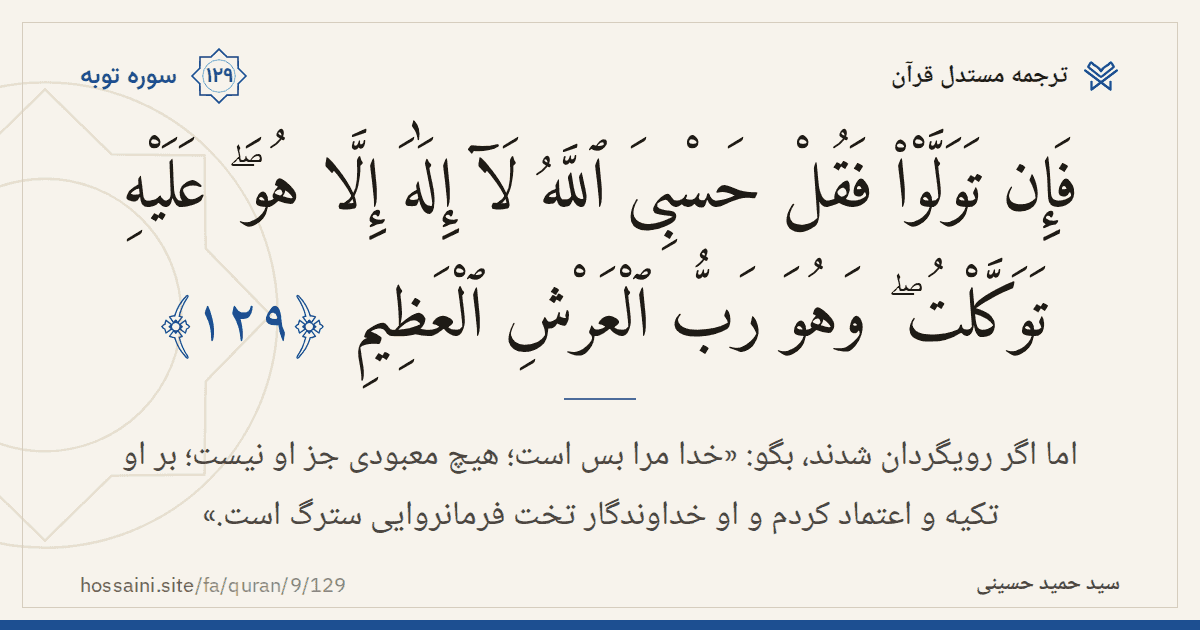 ترجمه مستدل قرآن
۱۲۹ سوره توبه
فَإِن تَوَلَّوْا۟ فَقُلْ حَسْبِىَ ٱللَّهُ لَآ إِلَٰهَ إِلَّا هُوَ ۖ عَلَيْهِ
تَوَكَّلْتُ ۖ وَهُوَ رَبُّ ٱلْعَرْشِ ٱلْعَظِيمِ ﴿۱۲۹﴾
اما اگر رویگردان شدند، بگو: «خدا مرا بس است؛ هیچ معبودی جز او نیست؛ بر او
تکیه و اعتماد کردم و او خداوندگار تخت فرمانروایی سترگ است.»
سید حمید حسینی
hossaini.site/fa/quran/9/129